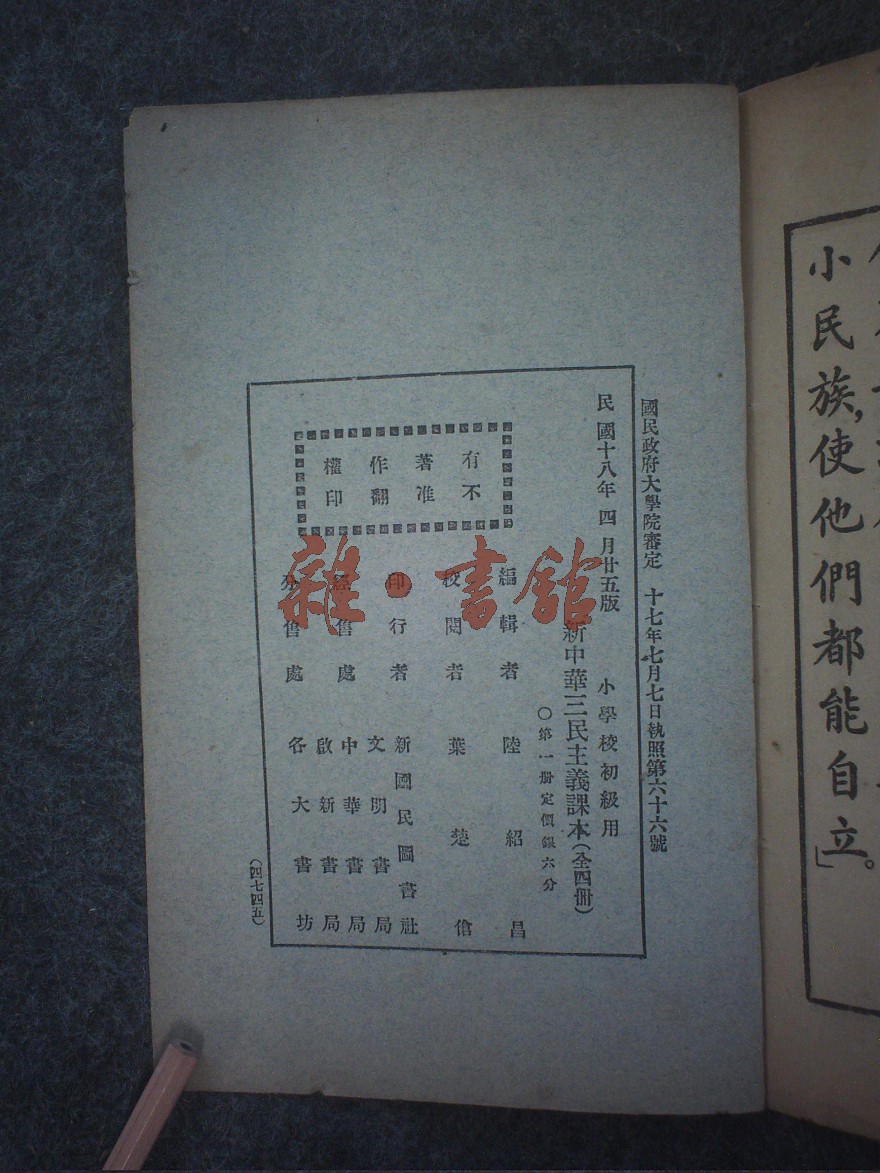 小民族,使他們都能自立。」
國民政府大學院審定 十七年七月七日執照第六十六號
民國十八年四月廿五版 小學校初級用
新中華三民主義課本(全四冊)
〇第一册定價銀六分
有著作權
不准翻印
編輯者 陸紹昌
校閱者 葉楚傖
印行者 新國民圖書社
經售處 文明書局
中華書局
啟新書局
分售處 各大書坊
(四七四五)
雜·書館